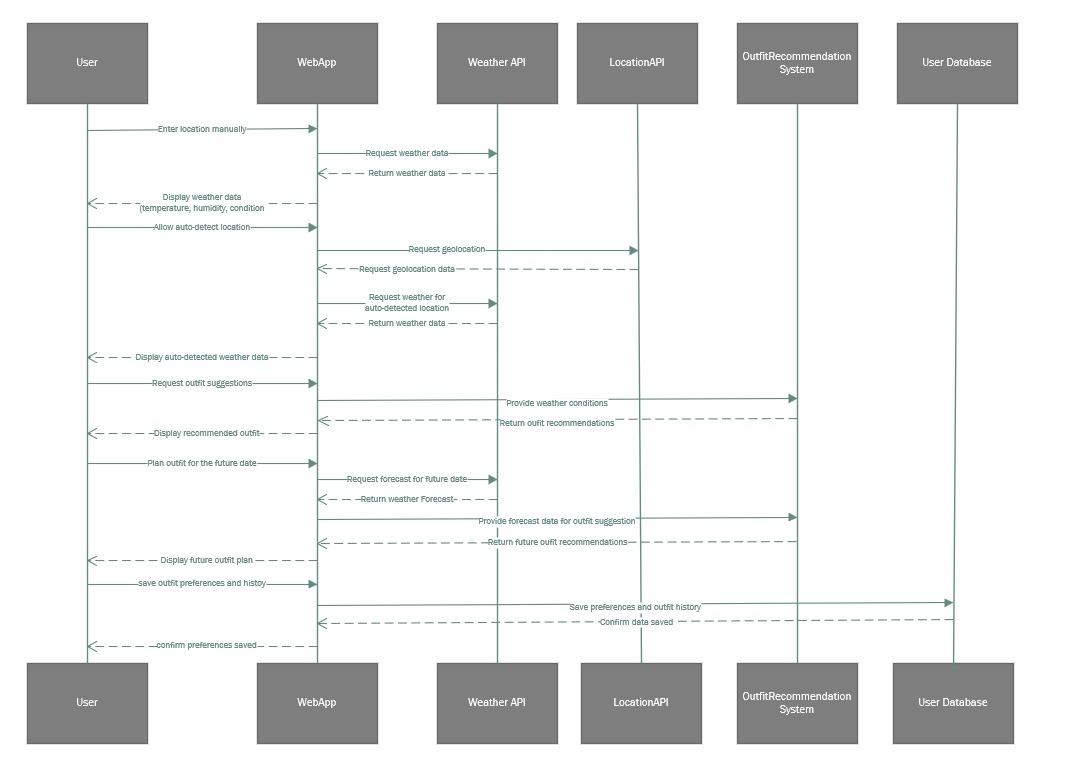 User
WebApp
Weather API
LocationAPI
OutfitRecommendation
System
User Database
Enter location manually
Request weather data
Return weather data
Display weather data
(temperature, humidity, condition
Allow auto-detect location
Request geolocation
Request geolocation data
Request weather for
auto-detected location
Return weather data
Display auto-detected weather data
Request outfit suggestions
Provide weather conditions
Return oufit recommendations
Display recommended outfit
Plan outfit for the future date
Request forecast for future date
Return weather Forecast
Provide forecast data for outfit suggestion
Return future oufit recommendations
Display future outfit plan
save outfit preferences and histoy
Save preferences and outfit history
Confirm data saved
confirm preferences saved
User
WebApp
Weather API
LocationAPI
OutfitRecommendation
System
User Database